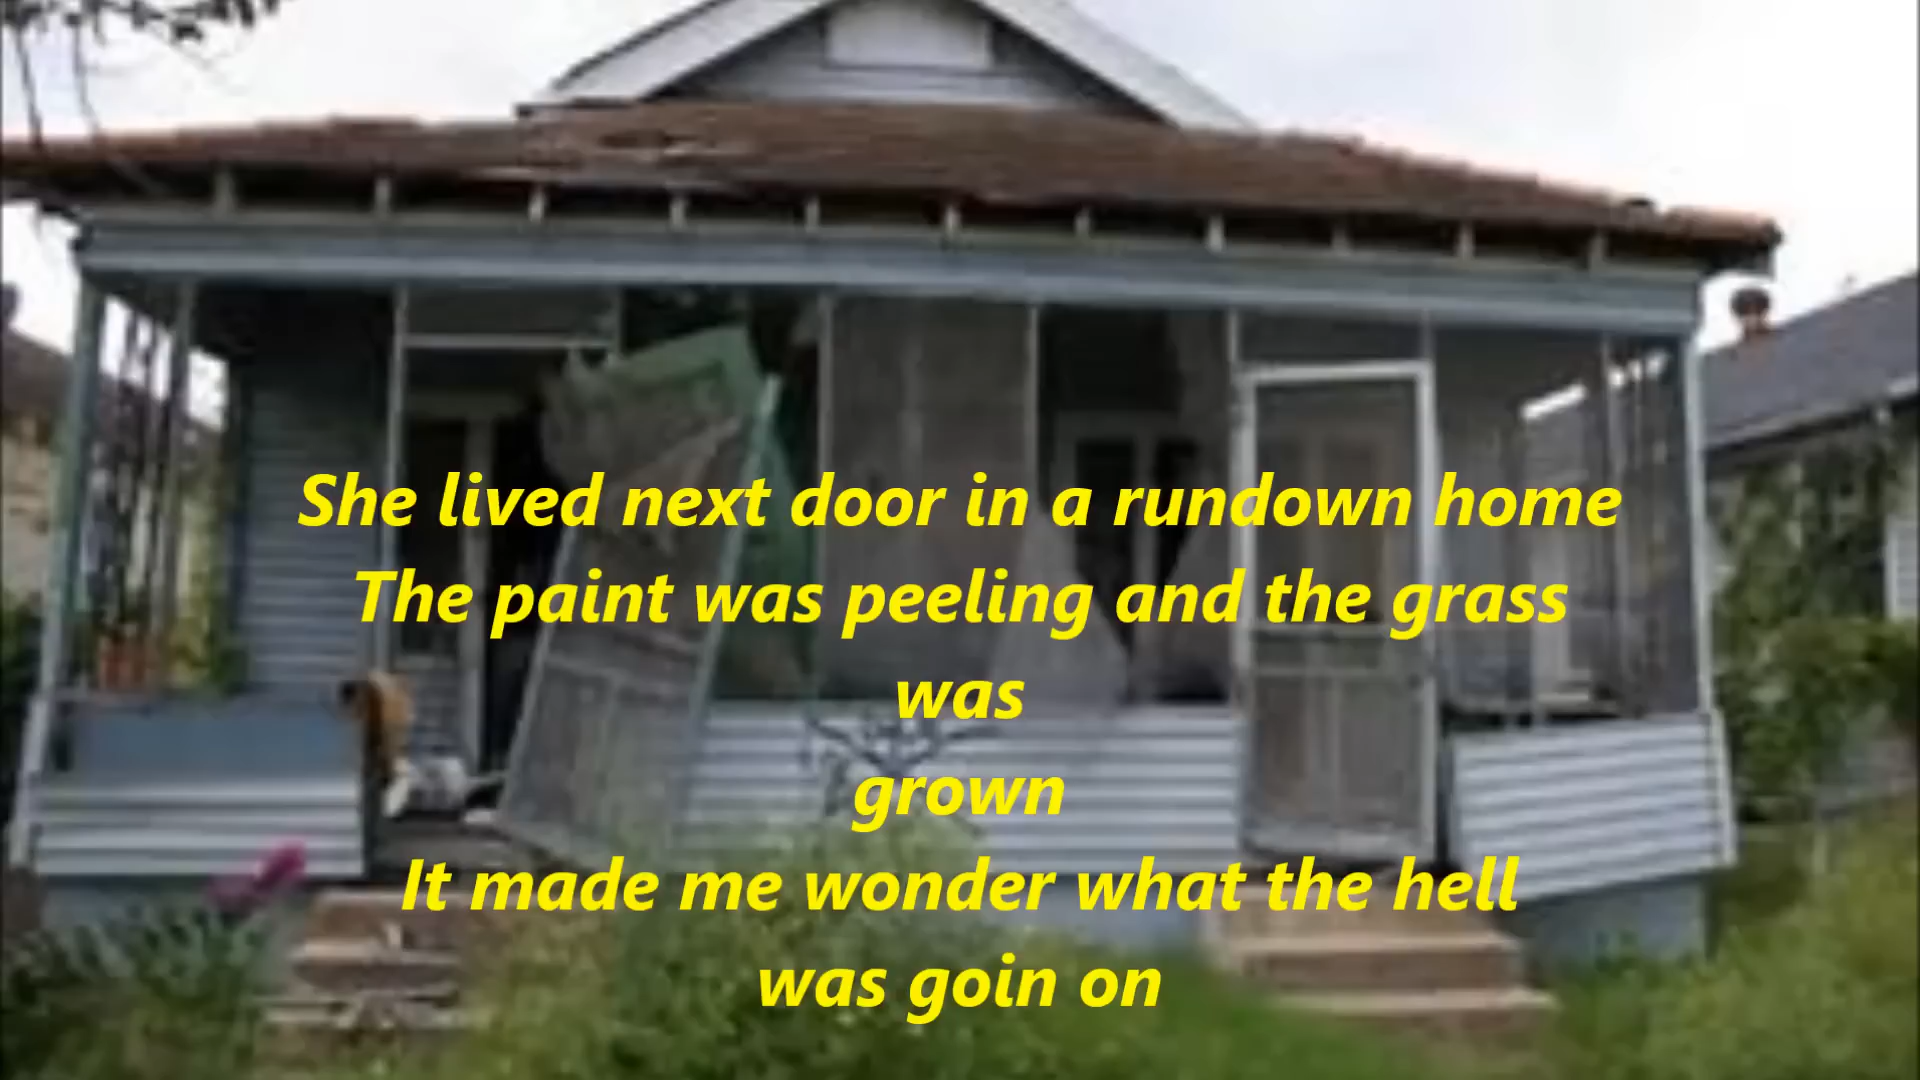 She lived next door in a rundown home
The paint was peeling and the grass
was
grown
It made me wonder what the hell
was goin on